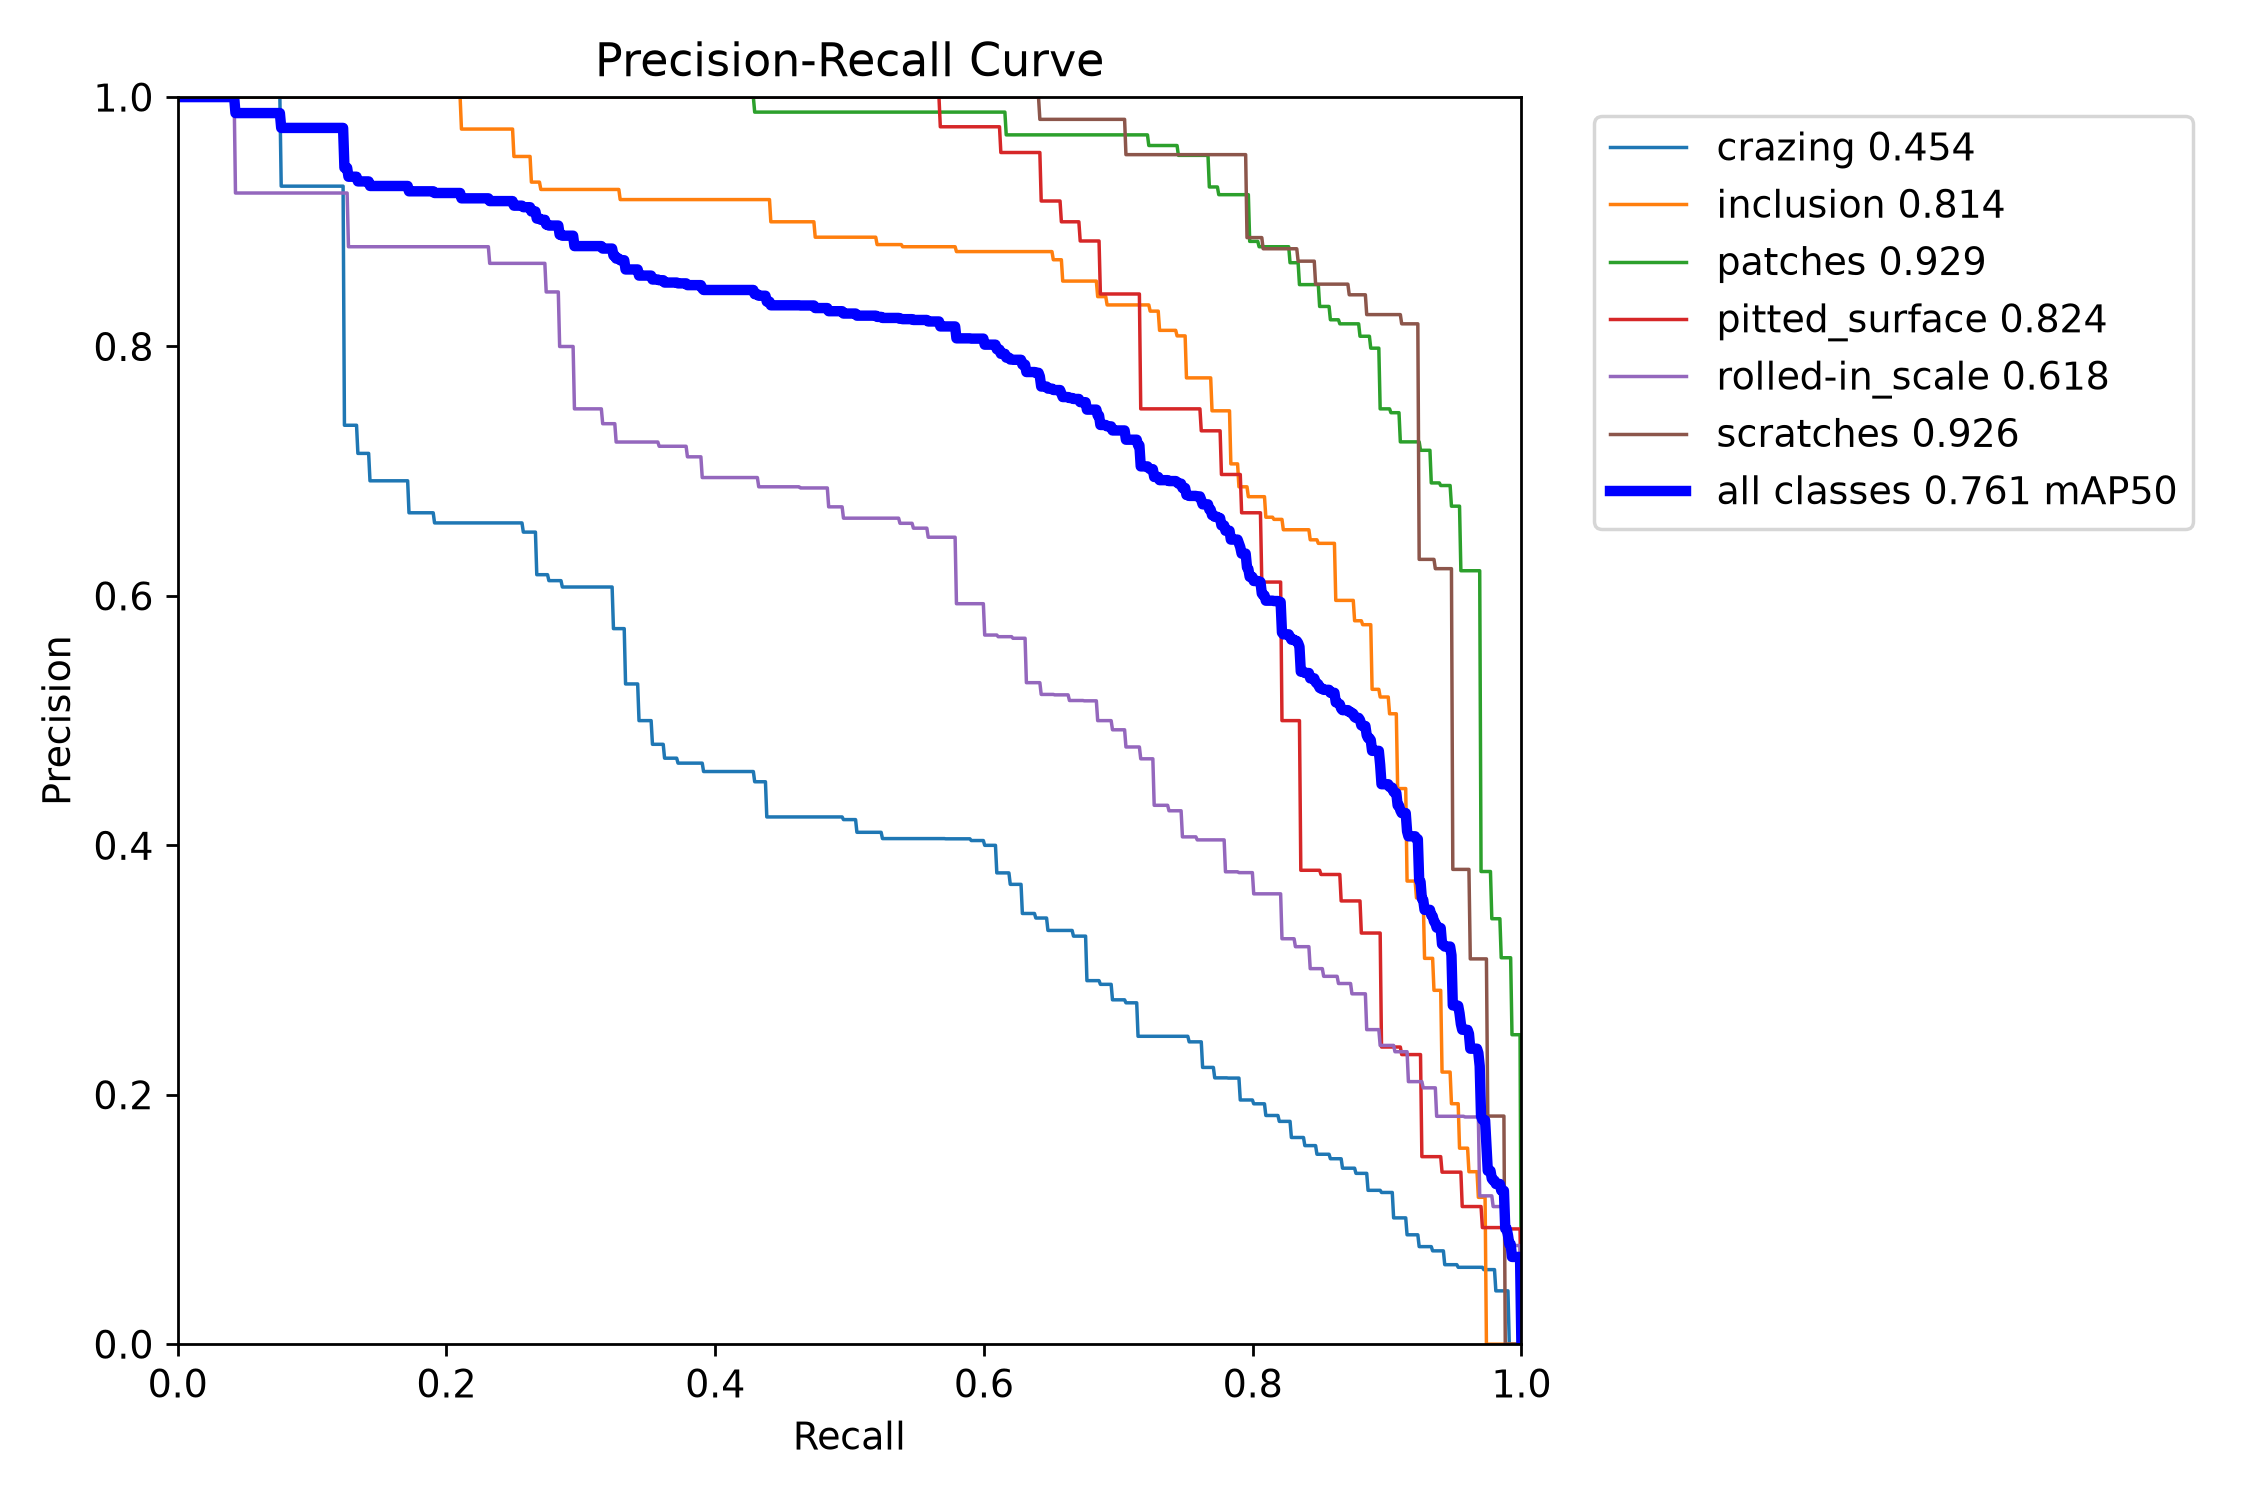 Precision-Recall Curve
1.0
0.8
0.6
0.4
0.2
0.0
Precision
0.0 0.2 0.4 0.6 0.8 1.0
Recall
crazing 0.454
inclusion 0.814
patches 0.929
pitted_surface 0.824
rolled-in_scale 0.618
scratches 0.926
all classes 0.761 mAP50